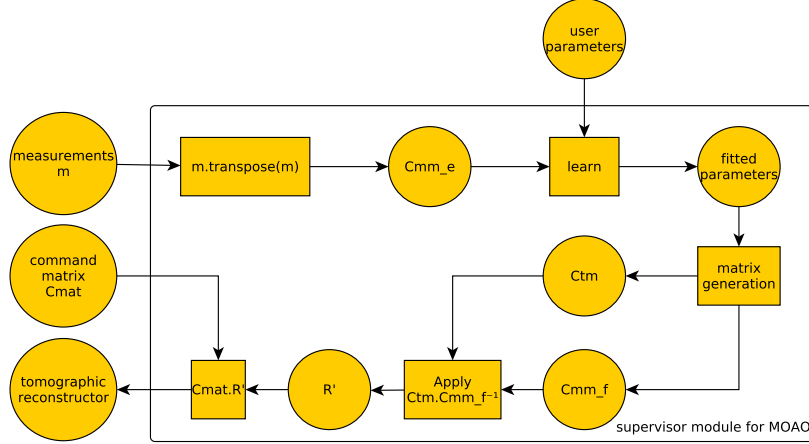 user
parameters
measurements
m
m.transpose(m)
Cmm_e
learn
fitted
parameters
command
matrix
Cmat
Ctm
matrix
generation
tomographic
reconstructor
Cmat.R'
R'
Apply
Ctm.Cmm_f⁻¹
Cmm_f
supervisor module for MOAO